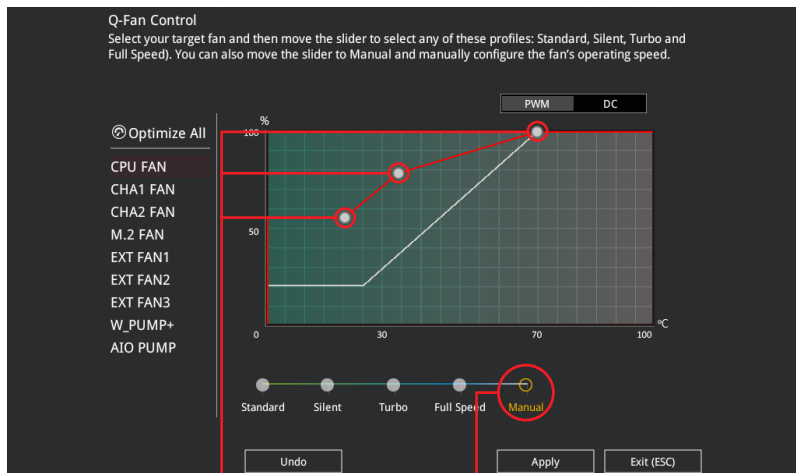 Q-Fan Control
Select your target fan and then move the slider to select any of these profiles: Standard, Silent, Turbo and
Full Speed). You can also move the slider to Manual and manually configure the fan's operating speed.
PWM DC
%
Optimize All
100
CPU FAN
CHA1 FAN
CHA2 FAN
M.2 FAN
50
EXT FAN1
EXT FAN2
EXT FAN3
W_PUMP+
ºC
0 30 70 100
AIO PUMP
Standard Silent Turbo Full Speed Manual
Undo Apply Exit (ESC)